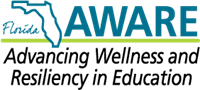 Florida AWARE
Advancing Wellness and
Resiliency in Education